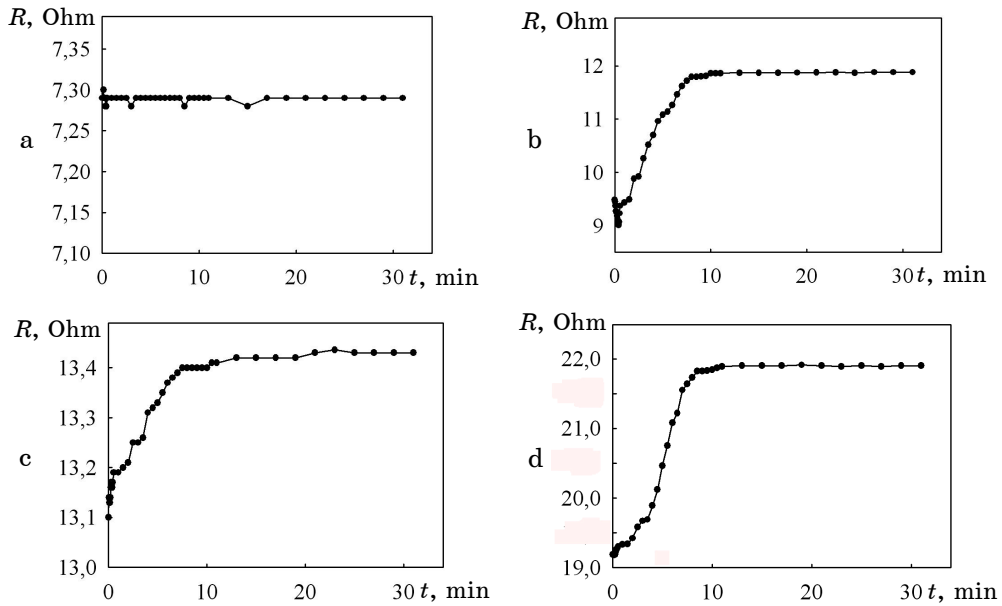 R, Ohm
7,35
7,30
7,25
7,20
7,15
7,10
a
0 10 20 30 t, min
R, Ohm
12
11
10
9
b
0 10 20 30 t, min
R, Ohm
13,4
13,3
13,2
13,1
13,0
c
0 10 20 30 t, min
R, Ohm
22,0
21,0
20,0
19,0
d
0 10 20 30 t, min